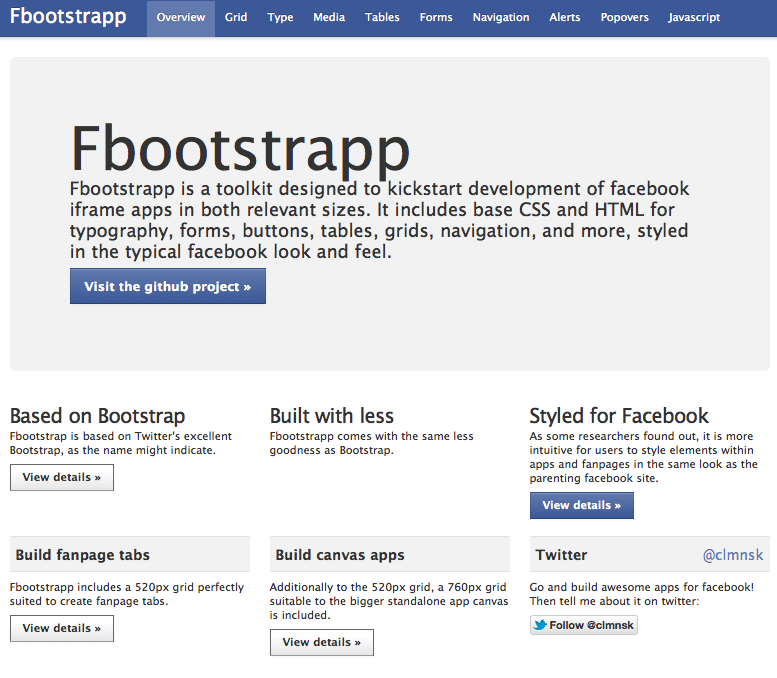 Fbootstrapp Overview Grid Type Media Tables Forms Navigation Alerts Popovers Javascript
Fbootstrapp
Fbootstrapp is a toolkit designed to kickstart development of facebook
iframe apps in both relevant sizes. It includes base CSS and HTML for
typography, forms, buttons, tables, grids, navigation, and more, styled
in the typical facebook look and feel.
Visit the github project »
Based on Bootstrap
Fbootstrap is based on Twitter's excellent
Bootstrap, as the name might indicate.
View details »
Built with less
Fbootstrapp comes with the same less
goodness as Bootstrap.
Styled for Facebook
As some researchers found out, it is more
intuitive for users to style elements within
apps and fanpages in the same look as the
parenting facebook site.
View details »
Build fanpage tabs
Fbootstrapp includes a 520px grid perfectly
suited to create fanpage tabs.
View details »
Build canvas apps
Additionally to the 520px grid, a 760px grid
suitable to the bigger standalone app canvas
is included.
View details »
Twitter @clmnsk
Go and build awesome apps for facebook!
Then tell me about it on twitter:
Follow @clmnsk